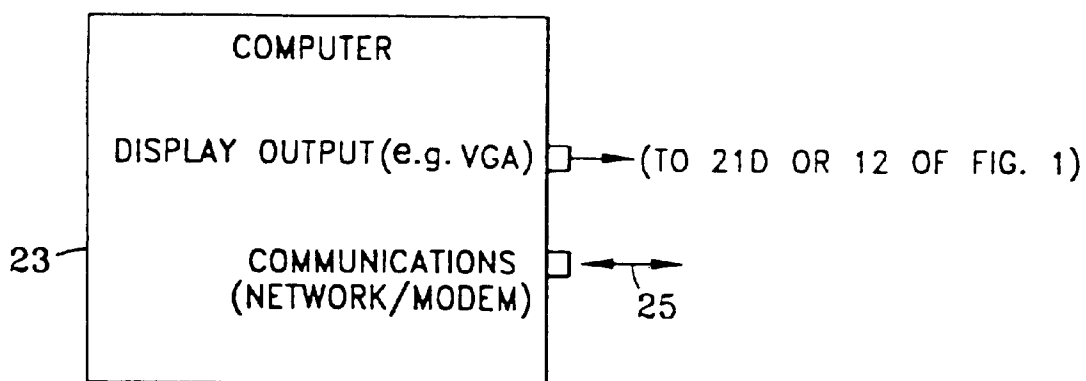 COMPUTER
DISPLAY OUTPUT (e.g. VGA)
(TO 21D OR 12 OF FIG. 1)
23
COMMUNICATIONS
(NETWORK/MODEM)
25